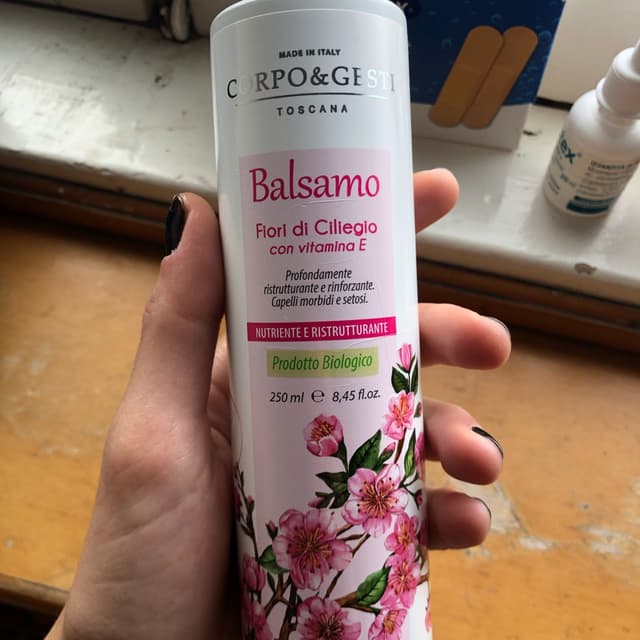 MADE IN ITALY
CORPO&GESTI
TOSCANA
Balsamo
Fiori di Ciliegio
con vitamina E
Profondamente
ristrutturante e rinforzante.
Capelli morbidi e setosi.
NUTRIENTE E RISTRUTTURANTE
Prodotto Biologico
250 ml ℮ 8,45 fl.oz.